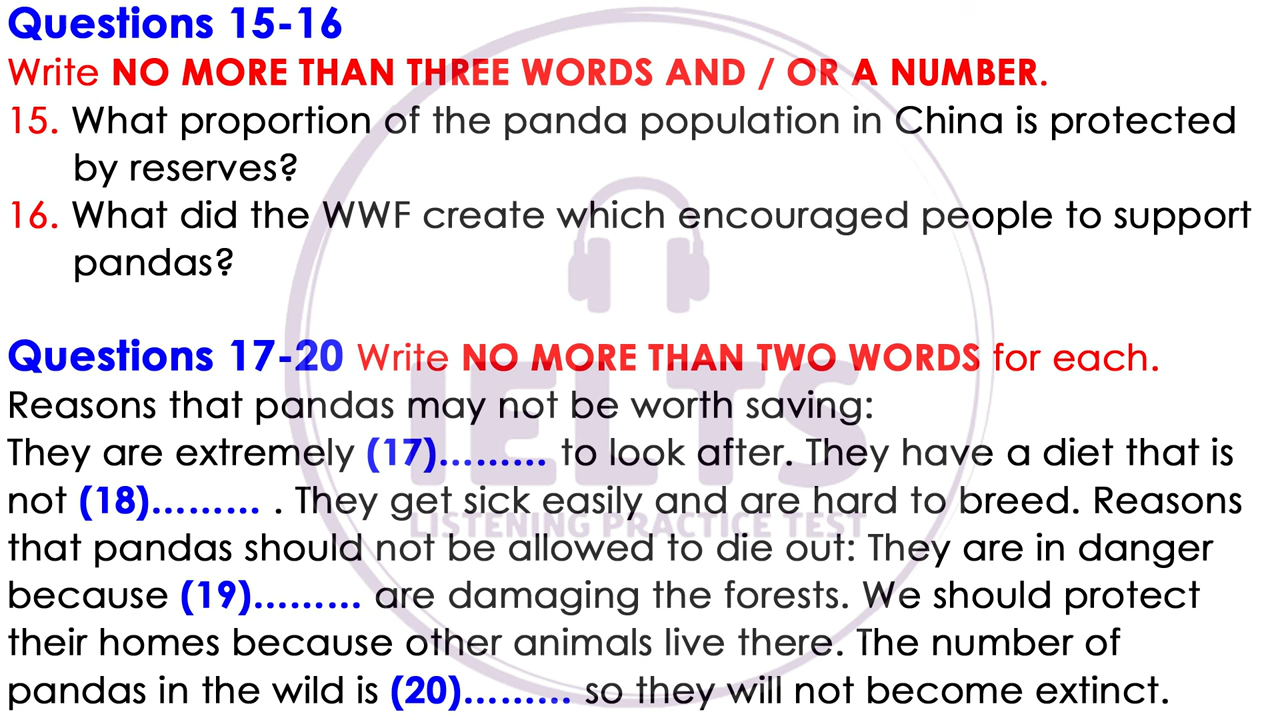 Questions 15-16
Write NO MORE THAN THREE WORDS AND / OR A NUMBER.
15. What proportion of the panda population in China is protected
by reserves?
16. What did the WWF create which encouraged people to support
pandas?
Questions 17-20 Write NO MORE THAN TWO WORDS for each.
Reasons that pandas may not be worth saving:
They are extremely (17)......... to look after. They have a diet that is
not (18)......... . They get sick easily and are hard to breed. Reasons
that pandas should not be allowed to die out: They are in danger
because (19)......... are damaging the forests. We should protect
their homes because other animals live there. The number of
pandas in the wild is (20)......... so they will not become extinct.
IELTS
LISTENING PRACTICE TEST